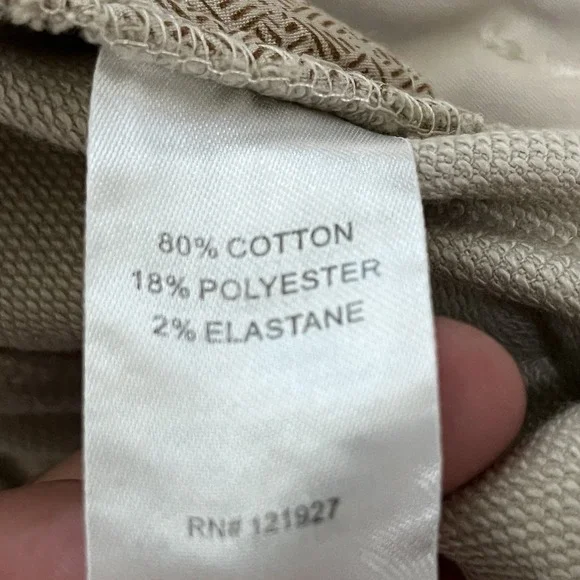 80% COTTON
18% POLYESTER
2% ELASTANE
RN# 121927